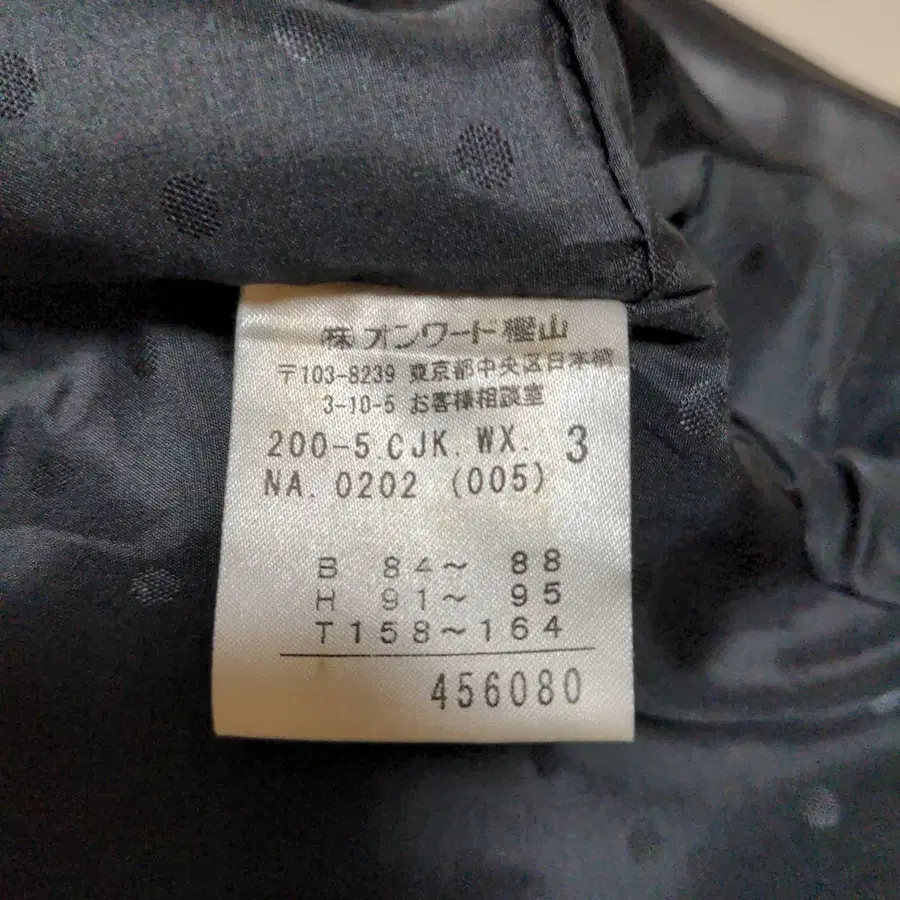 ㈱オンワード樫山
〒103-8239 東京都中央区日本橋
3-10-5 お客様相談室
200-5.CJK.WX. 3
NA. 0202 (005)
B 84～ 88
H 91～ 95
T158～164
456080